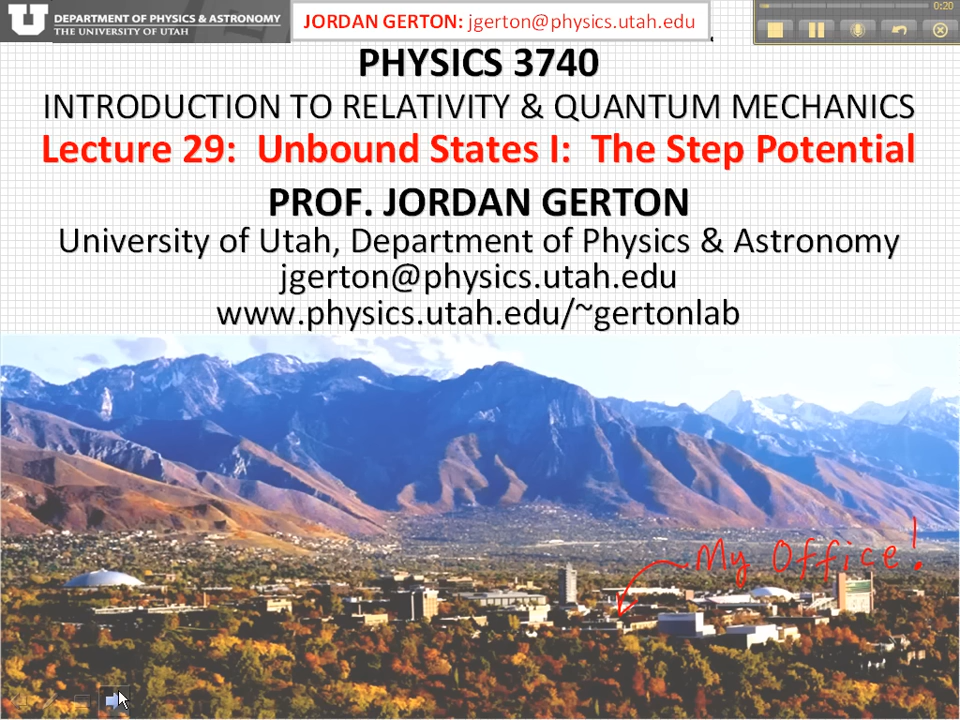 U DEPARTMENT OF PHYSICS & ASTRONOMY
THE UNIVERSITY OF UTAH
JORDAN GERTON: jgerton@physics.utah.edu
0:20
PHYSICS 3740
INTRODUCTION TO RELATIVITY & QUANTUM MECHANICS
Lecture 29: Unbound States I: The Step Potential
PROF. JORDAN GERTON
University of Utah, Department of Physics & Astronomy
jgerton@physics.utah.edu
www.physics.utah.edu/~gertonlab
My Office!